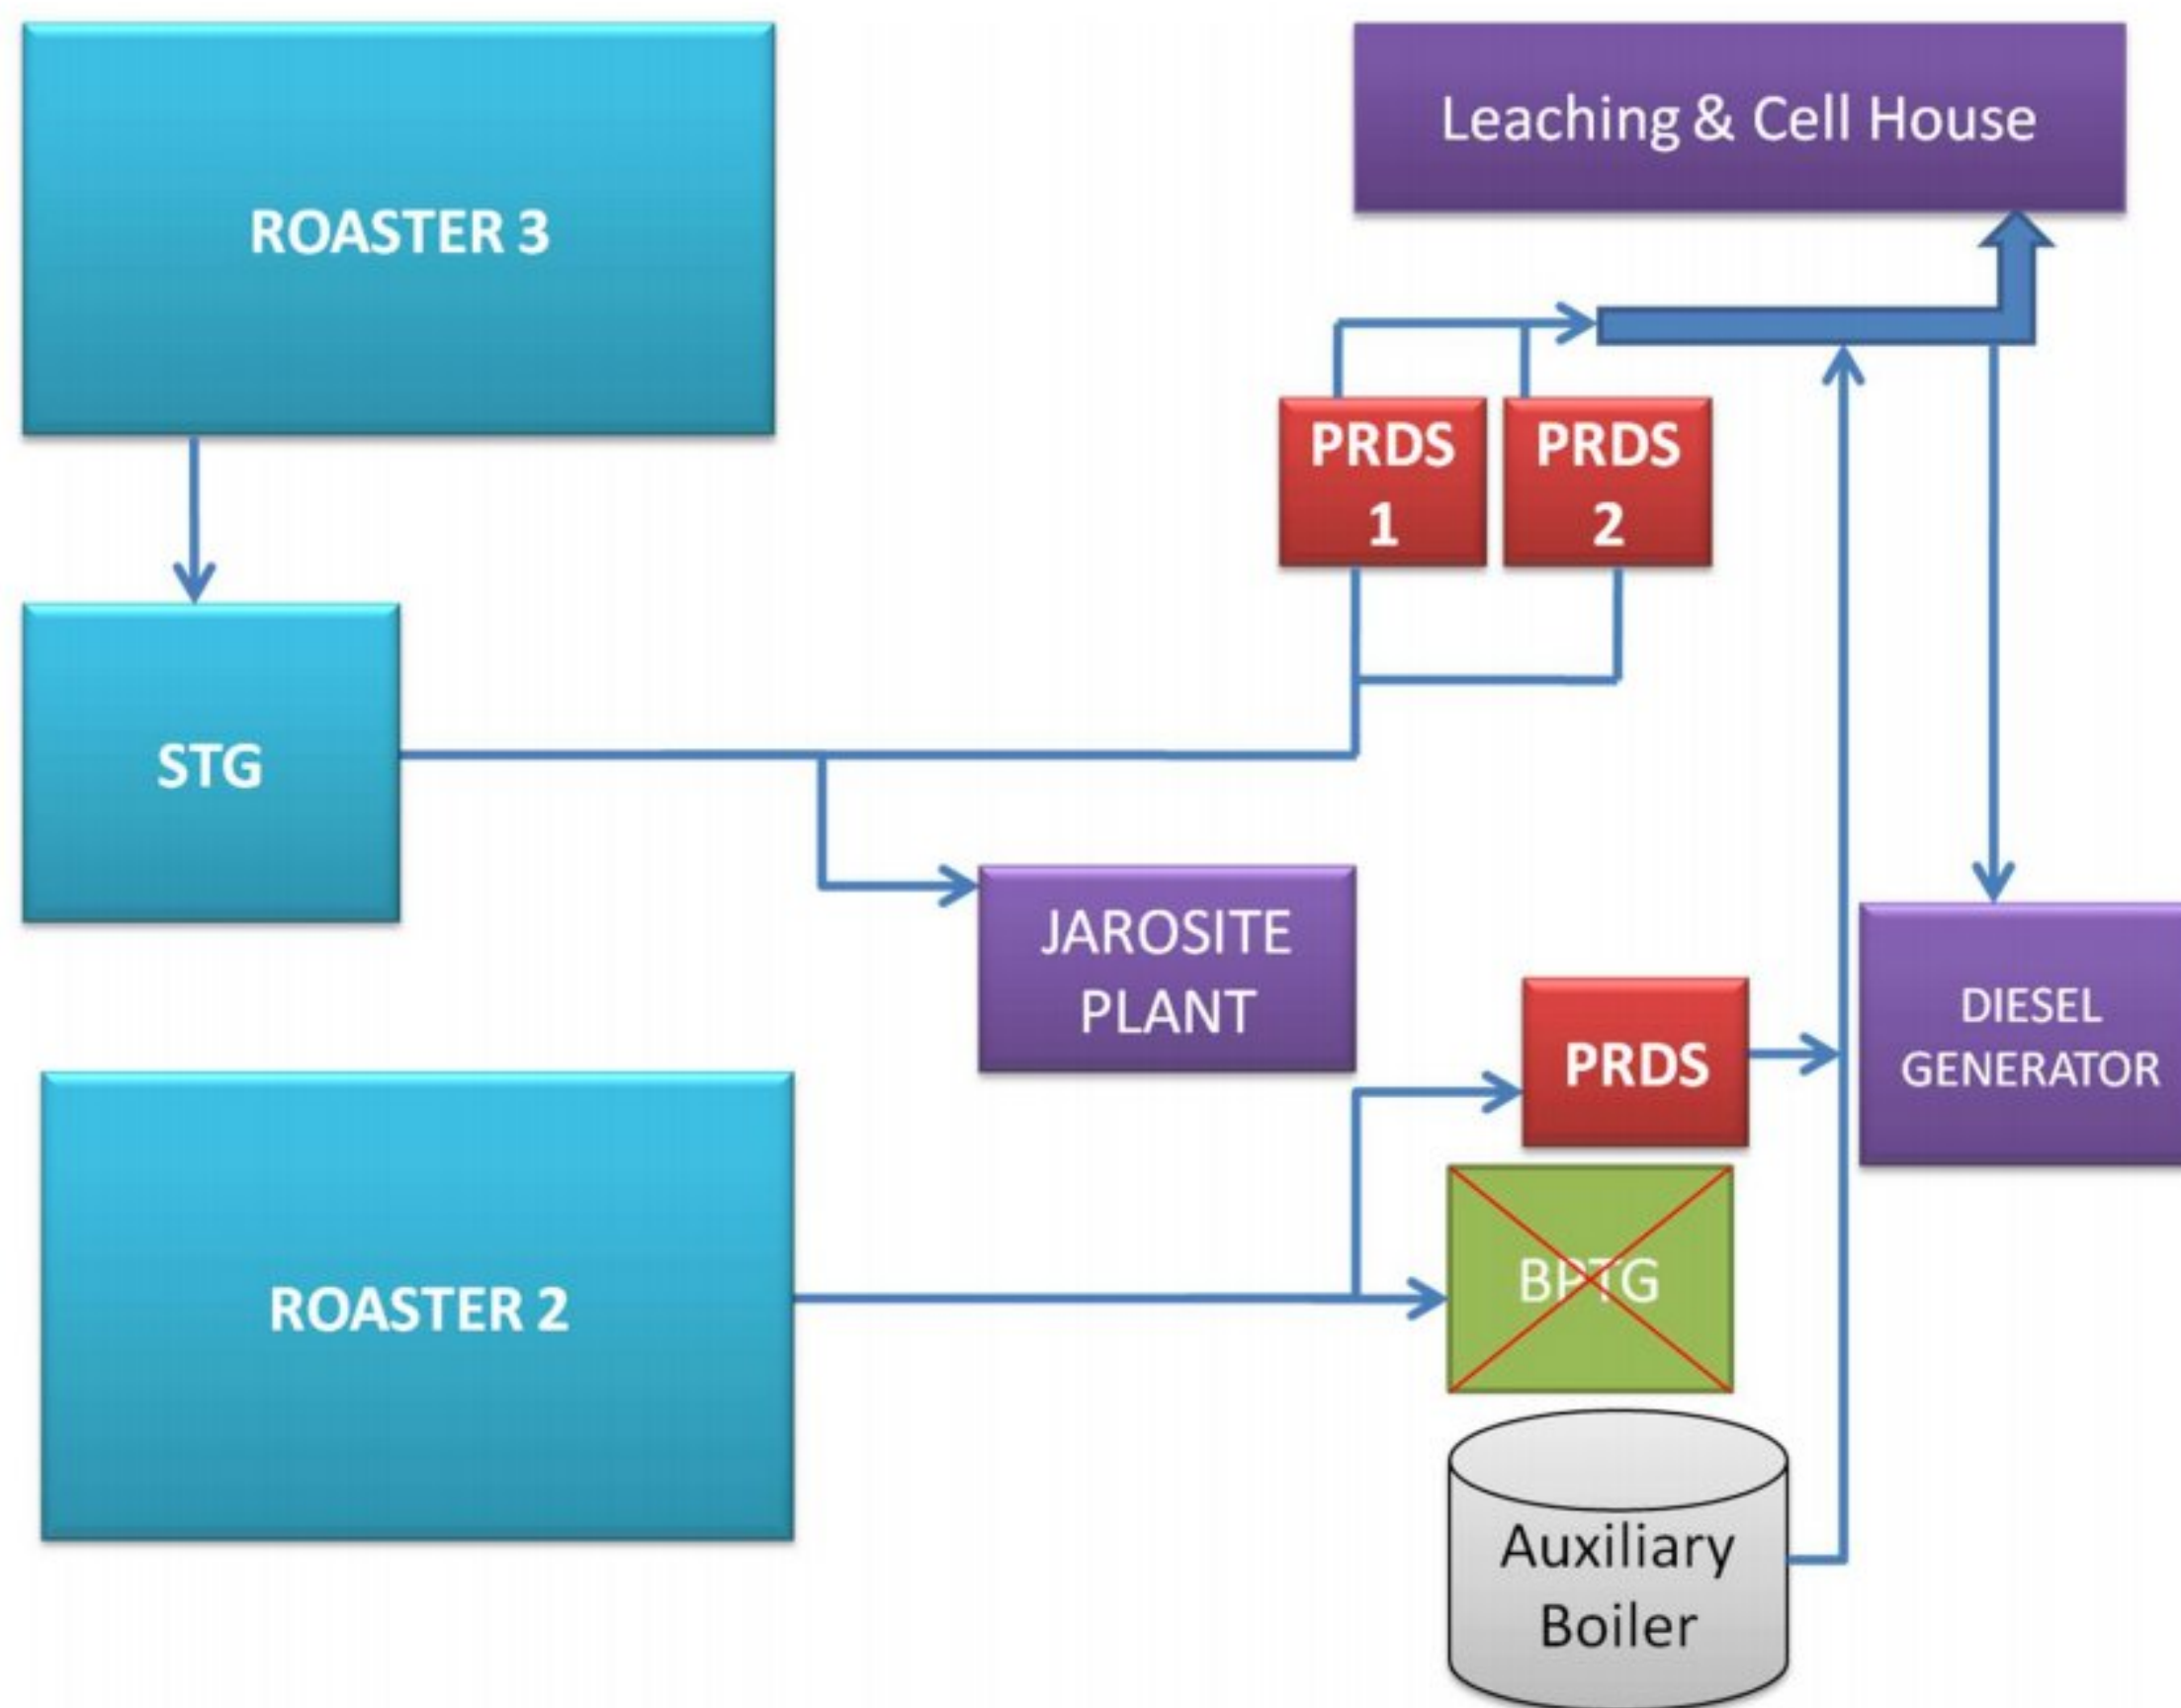 ROASTER 3
Leaching & Cell House
PRDS
1
PRDS
2
STG
JAROSITE
PLANT
PRDS
DIESEL
GENERATOR
ROASTER 2
BPTG
Auxiliary
Boiler